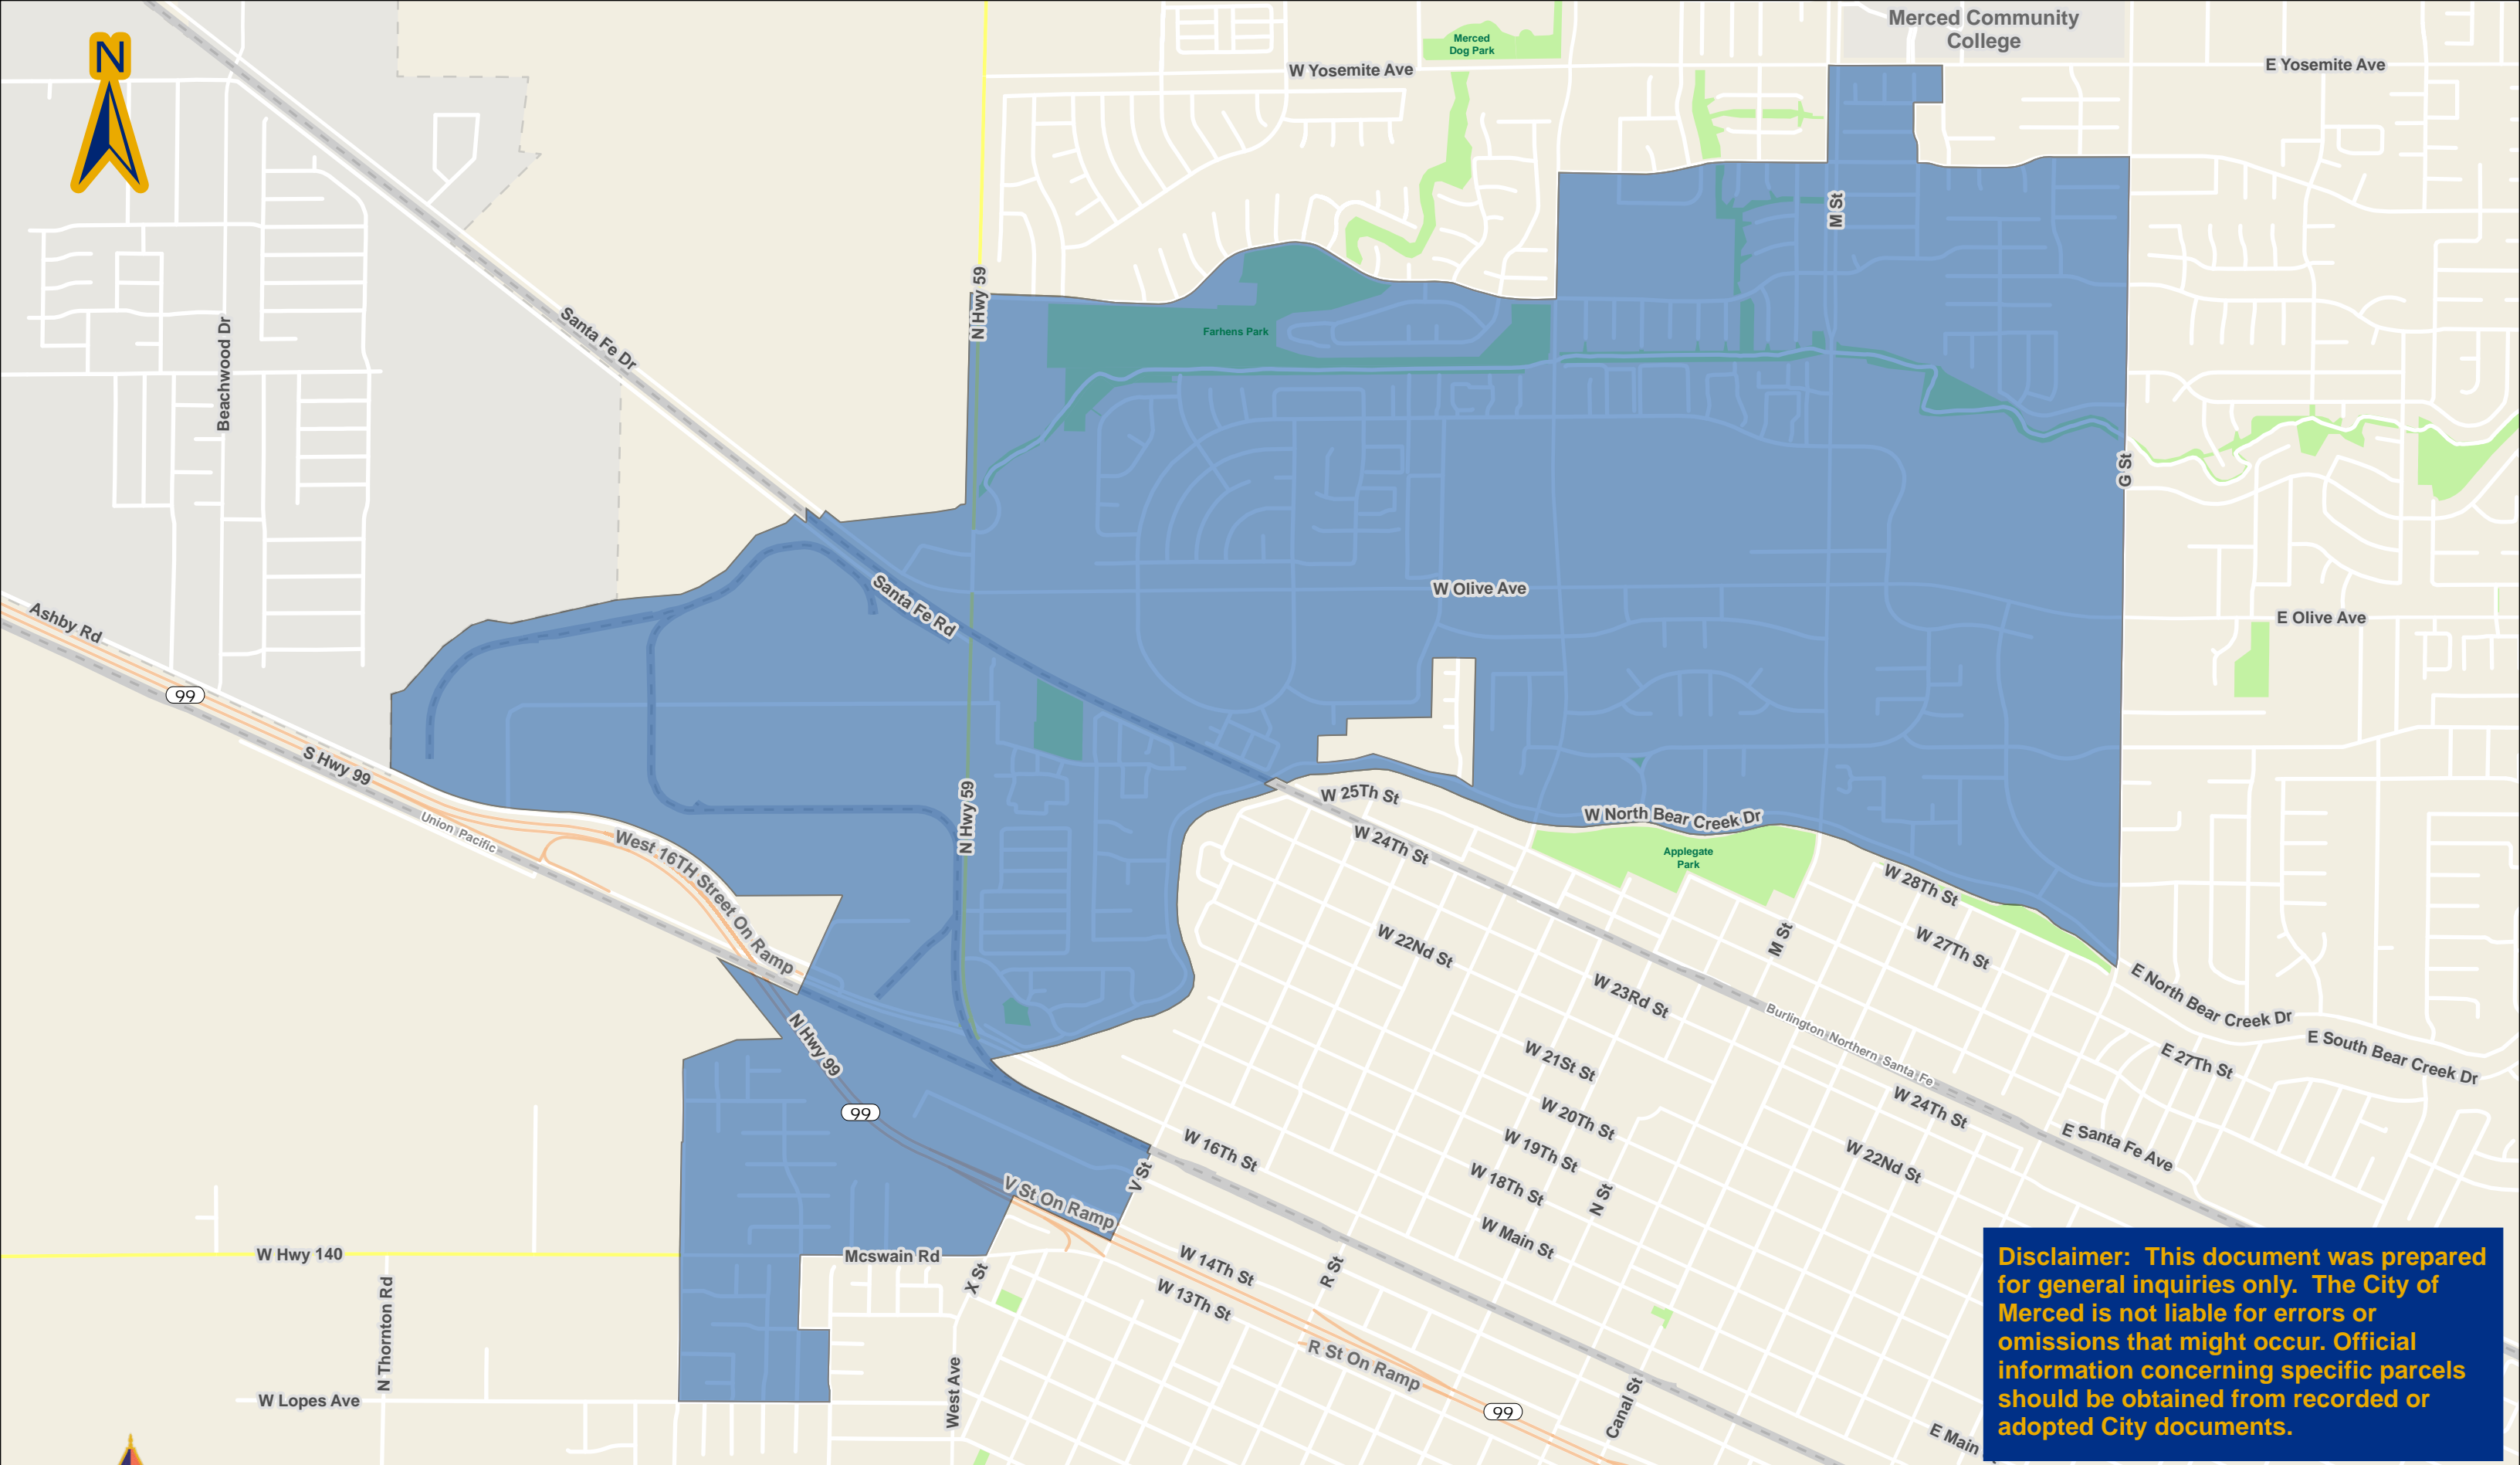 Merced Community
College
N
Merced
Dog Park
W Yosemite Ave
E Yosemite Ave
M St
N Hwy 59
Santa Fe Dr
Farhens Park
Beachwood Dr
G St
W Olive Ave
Santa Fe Rd
E Olive Ave
Ashby Rd
99
S Hwy 99
W 25Th St
N Hwy 59
W North Bear Creek Dr
Union Pacific
W 24Th St
West 16TH Street On Ramp
Applegate
Park
W 28Th St
M St
W 22Nd St
W 27Th St
W 23Rd St
E North Bear Creek Dr
Burlington Northern Santa Fe
N Hwy 99
E South Bear Creek Dr
W 21St St
E 27Th St
99
W 24Th St
W 20Th St
W 16Th St
W 19Th St
E Santa Fe Ave
V St
W 22Nd St
W 18Th St
N St
V St On Ramp
W Main St
W Hwy 140
Mcswain Rd
W 14Th St
R St
X St
W 13Th St
N Thornton Rd
R St On Ramp
West Ave
W Lopes Ave
Canal St
99
E Main
Disclaimer: This document was prepared
for general inquiries only. The City of
Merced is not liable for errors or
omissions that might occur. Official
information concerning specific parcels
should be obtained from recorded or
adopted City documents.